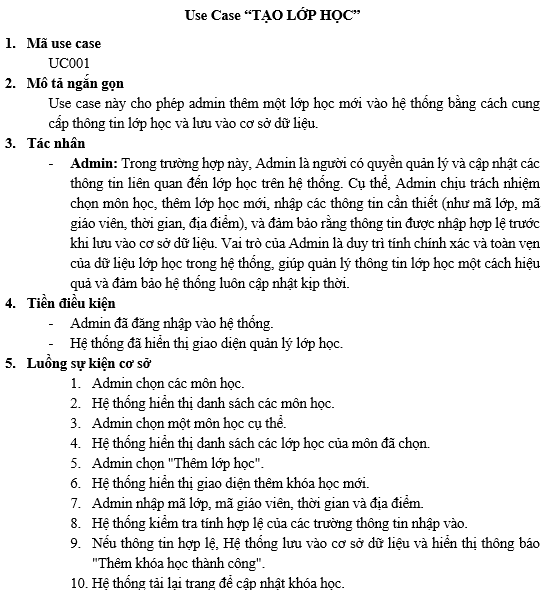 Use Case “TẠO LỚP HỌC”
1. Mã use case
UC001
2. Mô tả ngắn gọn
Use case này cho phép admin thêm một lớp học mới vào hệ thống bằng cách cung
cấp thông tin lớp học và lưu vào cơ sở dữ liệu.
3. Tác nhân
- Admin: Trong trường hợp này, Admin là người có quyền quản lý và cập nhật các
thông tin liên quan đến lớp học trên hệ thống. Cụ thể, Admin chịu trách nhiệm
chọn môn học, thêm lớp học mới, nhập các thông tin cần thiết (như mã lớp, mã
giáo viên, thời gian, địa điểm), và đảm bảo rằng thông tin được nhập hợp lệ trước
khi lưu vào cơ sở dữ liệu. Vai trò của Admin là duy trì tính chính xác và toàn vẹn
của dữ liệu lớp học trong hệ thống, giúp quản lý thông tin lớp học một cách hiệu
quả và đảm bảo hệ thống luôn cập nhật kịp thời.
4. Tiền điều kiện
- Admin đã đăng nhập vào hệ thống.
- Hệ thống đã hiển thị giao diện quản lý lớp học.
5. Luồng sự kiện cơ sở
1. Admin chọn các môn học.
2. Hệ thống hiển thị danh sách các môn học.
3. Admin chọn một môn học cụ thể.
4. Hệ thống hiển thị danh sách các lớp học của môn đã chọn.
5. Admin chọn "Thêm lớp học".
6. Hệ thống hiển thị giao diện thêm khóa học mới.
7. Admin nhập mã lớp, mã giáo viên, thời gian và địa điểm.
8. Hệ thống kiểm tra tính hợp lệ của các trường thông tin nhập vào.
9. Nếu thông tin hợp lệ, Hệ thống lưu vào cơ sở dữ liệu và hiển thị thông báo
"Thêm khóa học thành công".
10. Hệ thống tải lại trang để cập nhật khóa học.